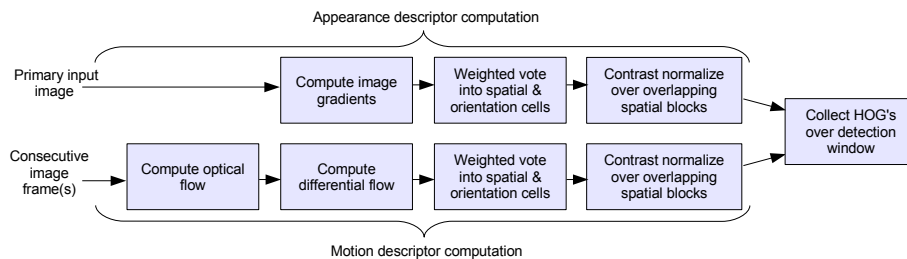 Appearance descriptor computation
Primary input
image
Compute image
gradients
Weighted vote
into spatial &
orientation cells
Contrast normalize
over overlapping
spatial blocks
Collect HOG's
over detection
window
Consecutive
image
frame(s)
Compute optical
flow
Compute
differential flow
Weighted vote
into spatial &
orientation cells
Contrast normalize
over overlapping
spatial blocks
Motion descriptor computation